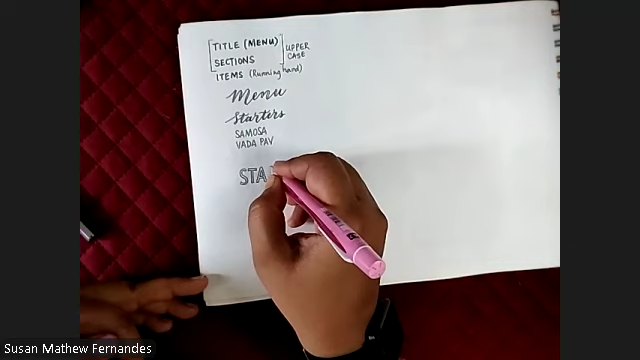 TITLE (MENU)
SECTIONS
UPPER
CASE
ITEMS (Running hand)
Menu
Starters
SAMOSA
VADA PAV
STA
Susan Mathew Fernandes